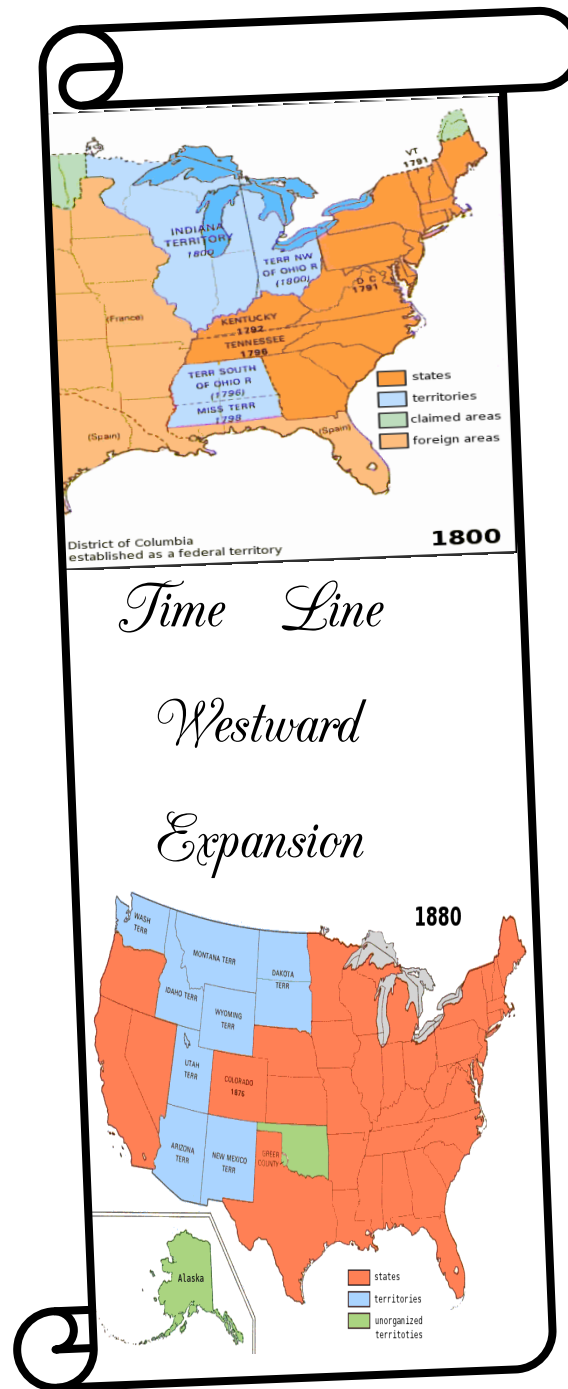 VT
1791
INDIANA
TERRITORY
1800
TERR NW
OF OHIO R
(1800)
D C
1791
(France)
KENTUCKY
1792
TENNESSEE
1796
TERR SOUTH
OF OHIO R
(1796)
MISS TERR
1798
(Spain)
(Spain)
states
territories
claimed areas
foreign areas
District of Columbia
established as a federal territory
1800
Time Line
Westward
Expansion
1880
WASH
TERR
MONTANA TERR
DAKOTA
TERR
IDAHO TERR
WYOMING
TERR
UTAH
TERR
COLORADO
1876
ARIZONA
TERR
NEW MEXICO
TERR
GREER
COUNTY
Alaska
states
territories
unorganized
territoties